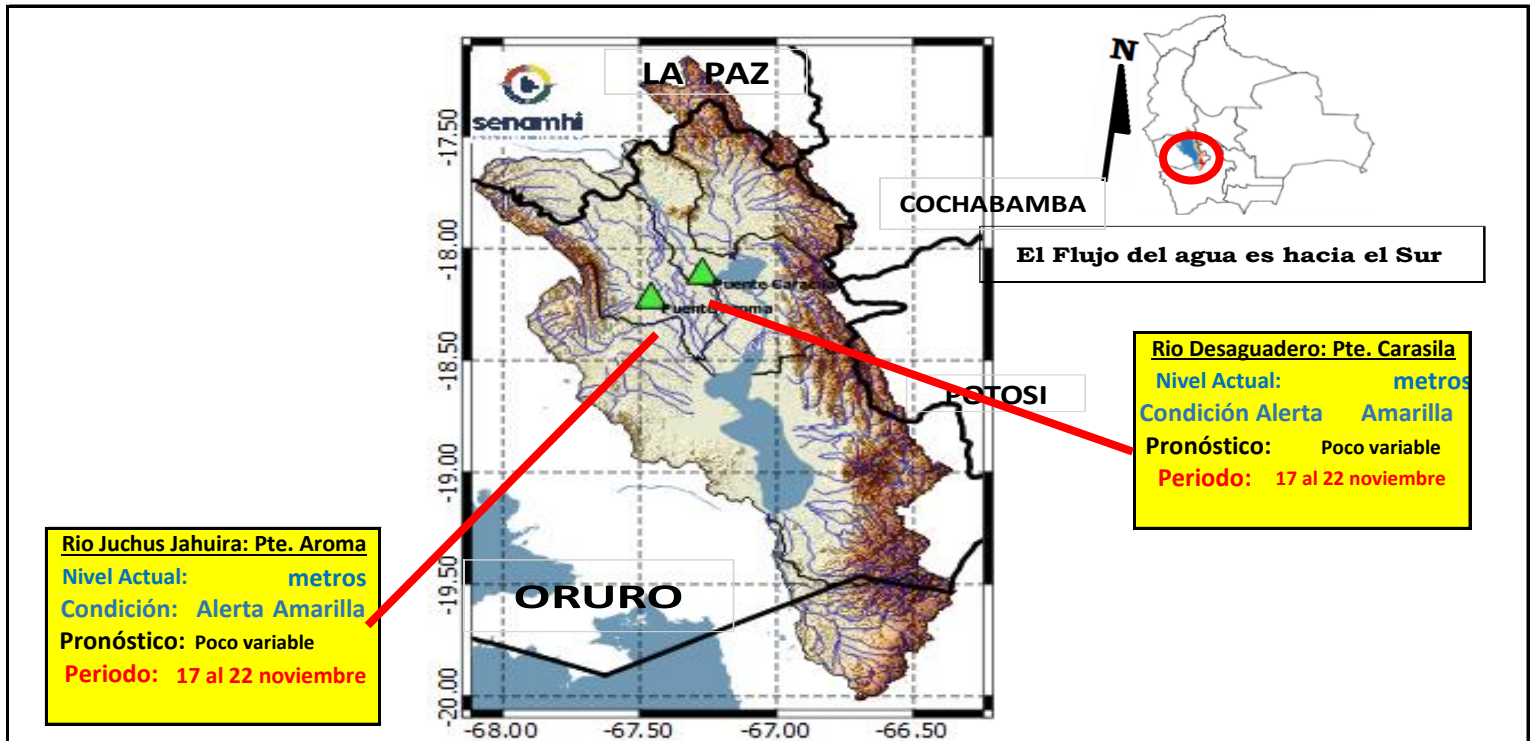 LA PAZ
N
senamhi
COCHABAMBA
El Flujo del agua es hacia el Sur
Puente
Puente
POTOSI
ORURO
Rio Desaguadero: Pte. Carasila
Nivel Actual: metros
Condición Alerta Amarilla
Pronóstico: Poco variable
Periodo: 17 al 22 noviembre
Rio Juchus Jahuira: Pte. Aroma
Nivel Actual: metros
Condición: Alerta Amarilla
Pronóstico: Poco variable
Periodo: 17 al 22 noviembre
-17.50
-18.00
-18.50
-19.00
-19.50
-20.00
-68.00 -67.50 -67.00 -66.50